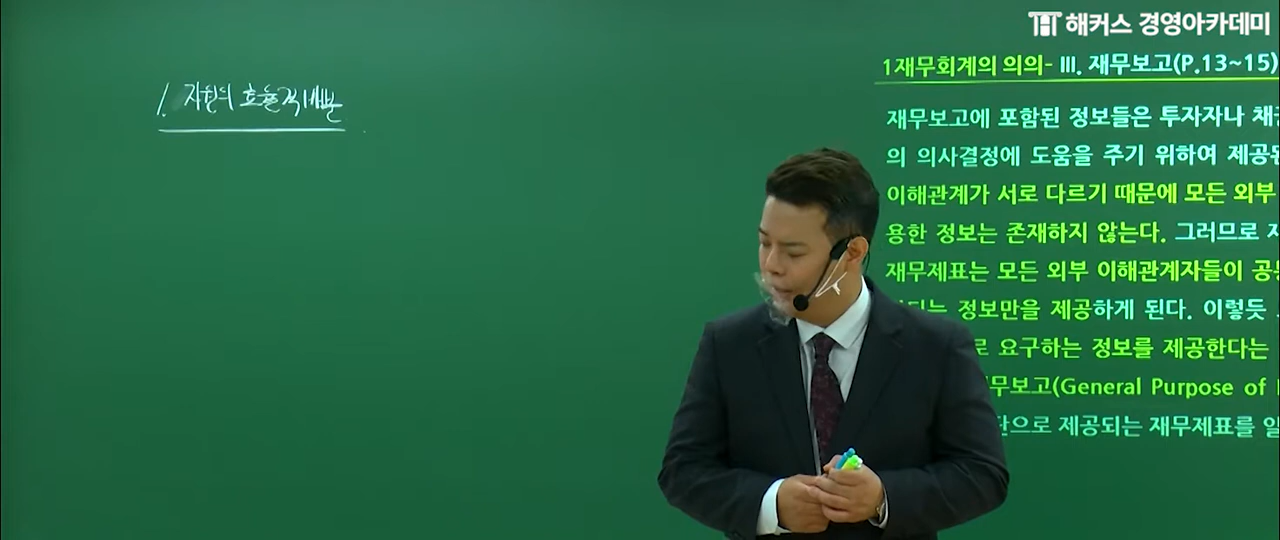 해커스 경영아카데미
1. 자원의 효율적 배분
1재무회계의 의의- III. 재무보고(P.13~15)
재무보고에 포함된 정보들은 투자자나
의 의사결정에 도움을 주기 위하여
이해관계가 서로 다르기 때문에 모든 외부
용한 정보는 존재하지 않는다. 그러므로
재무제표는 모든 외부 이해관계자들이
정보만을 제공하게 된다. 이렇듯
로 요구하는 정보를 제공한다는
무보고(General Purpose of
으로 제공되는 재무제표를